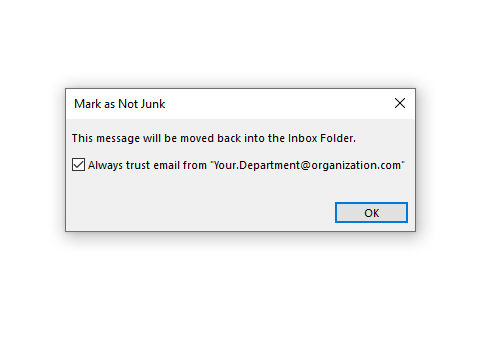 Mark as Not Junk
This message will be moved back into the Inbox Folder.
Always trust email from "Your.Department@organization.com"
OK